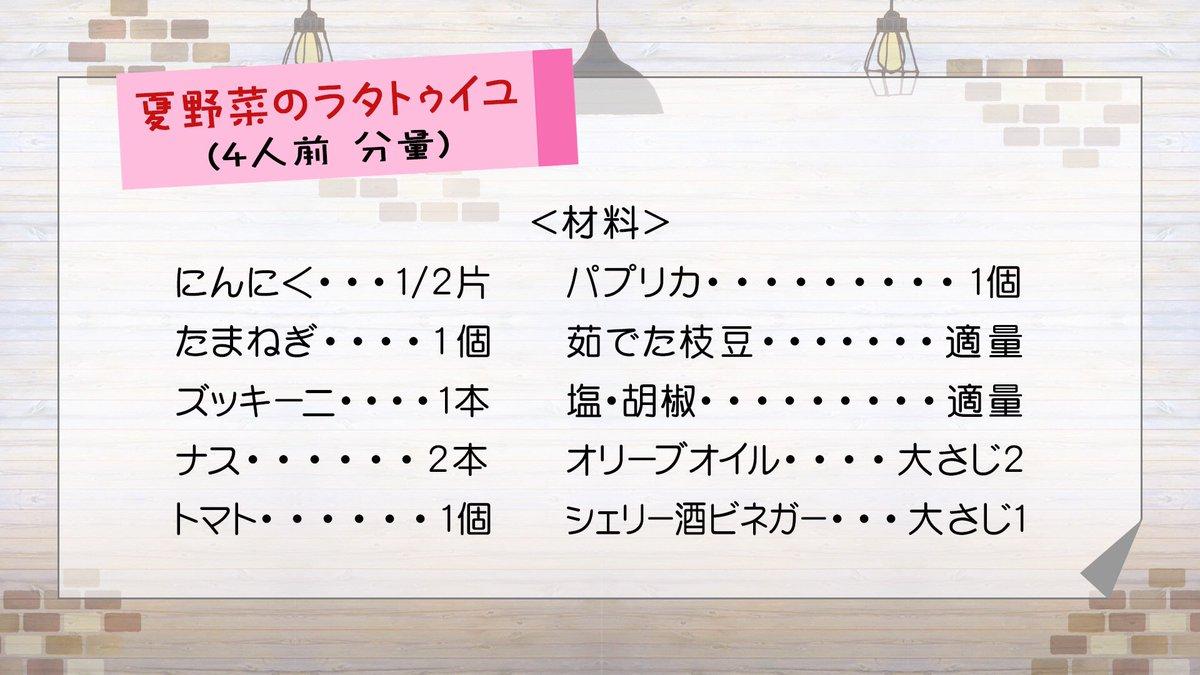 夏野菜のラタトゥイユ
(4人前 分量)
＜材料＞
にんにく・・・1/2片
たまねぎ・・・・1個
ズッキーニ・・・・1本
ナス・・・・・・2本
トマト・・・・・・1個
パプリカ・・・・・・・・・1個
茹でた枝豆・・・・・・・適量
塩・胡椒・・・・・・・・・適量
オリーブオイル・・・・大さじ2
シェリー酒ビネガー・・・大さじ1